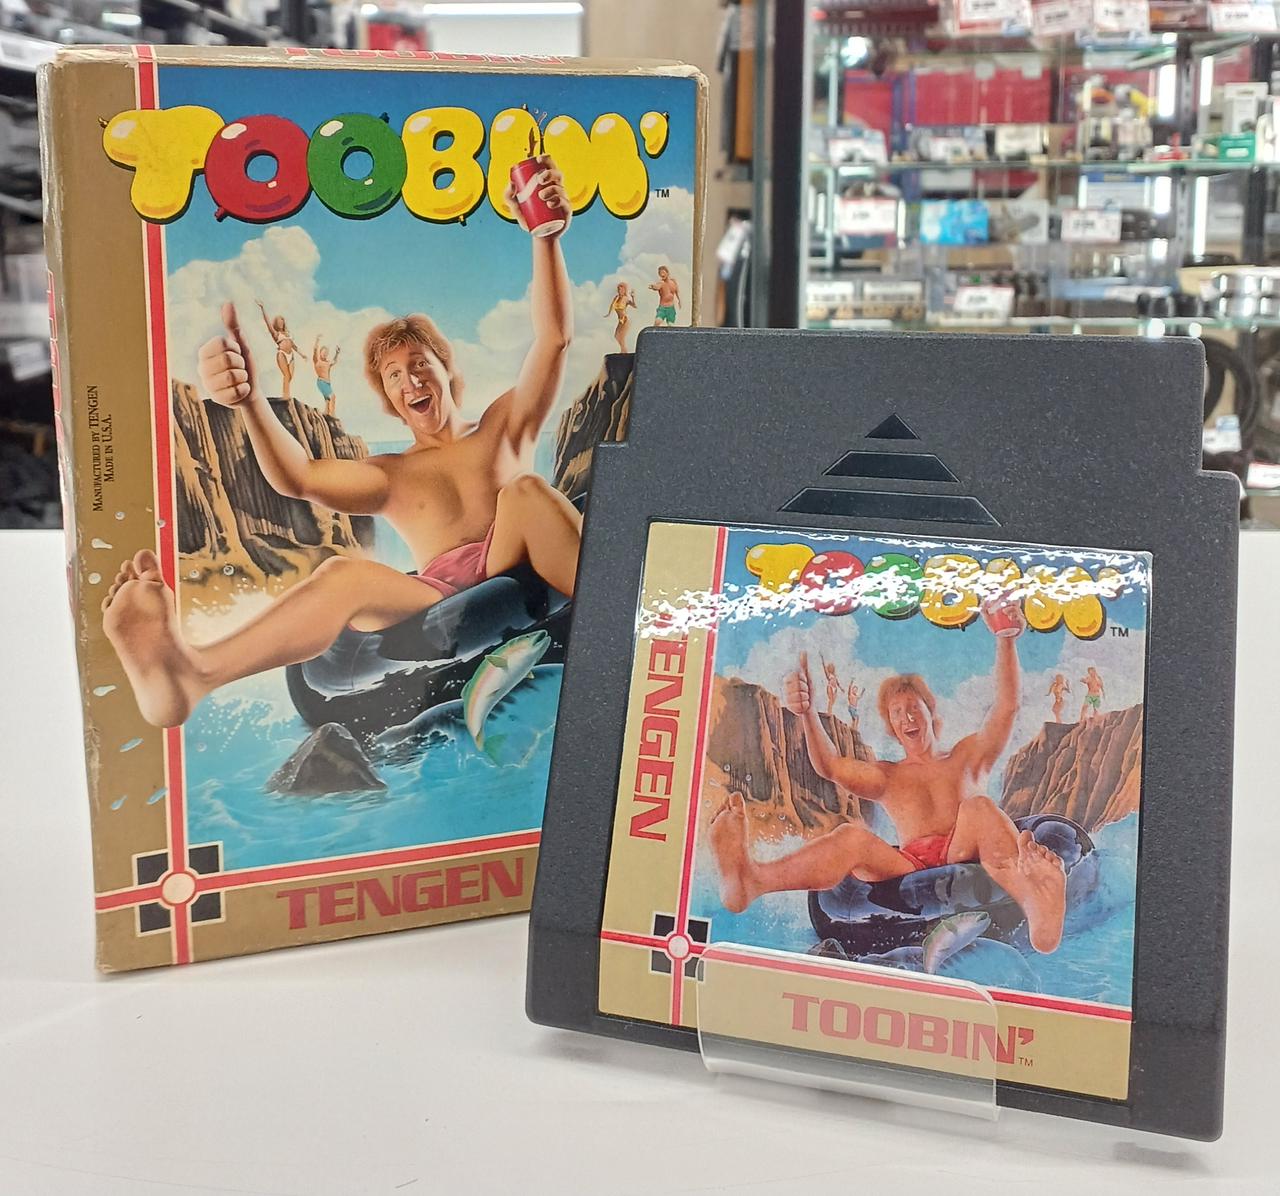 TOOBIN'™
MANUFACTURED BY TENGEN
MADE IN U.S.A.
TENGEN
TOOBIN'™
TENGEN
TOOBIN'™